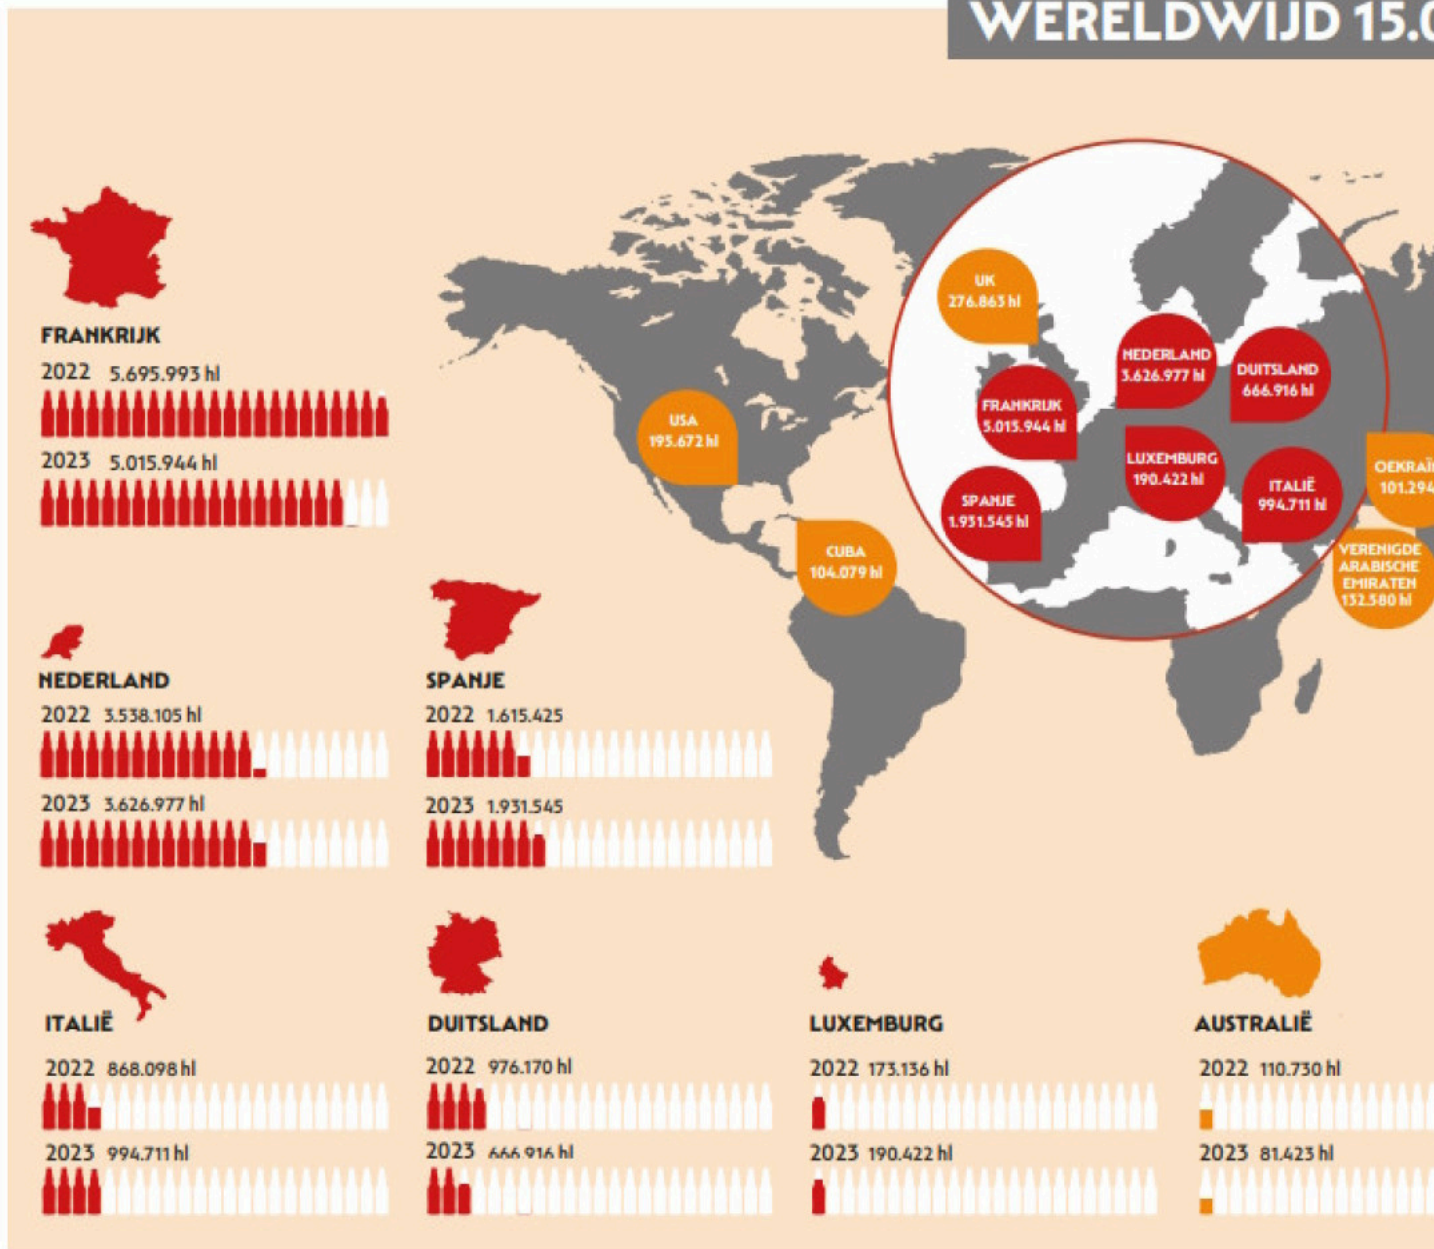 WERELDWIJD 15.0
FRANKRIJK
2022 5.695.993 hl
2023 5.015.944 hl
NEDERLAND
2022 3.538.105 hl
2023 3.626.977 hl
SPANJE
2022 1.615.425
2023 1.931.545
ITALIË
2022 868.098 hl
2023 994.711 hl
DUITSLAND
2022 976.170 hl
2023 666.916 hl
LUXEMBURG
2022 173.136 hl
2023 190.422 hl
AUSTRALIË
2022 110.730 hl
2023 81.423 hl
USA
195.672 hl
CUBA
104.079 hl
UK
276.863 hl
NEDERLAND
3.626.977 hl
DUITSLAND
666.916 hl
FRANKRIJK
5.015.944 hl
LUXEMBURG
190.422 hl
ITALIË
994.711 hl
SPANJE
1.931.545 hl
OEKRAÏ
101.294
VERENIGDE
ARABISCHE
EMIRATEN
132.580 hl